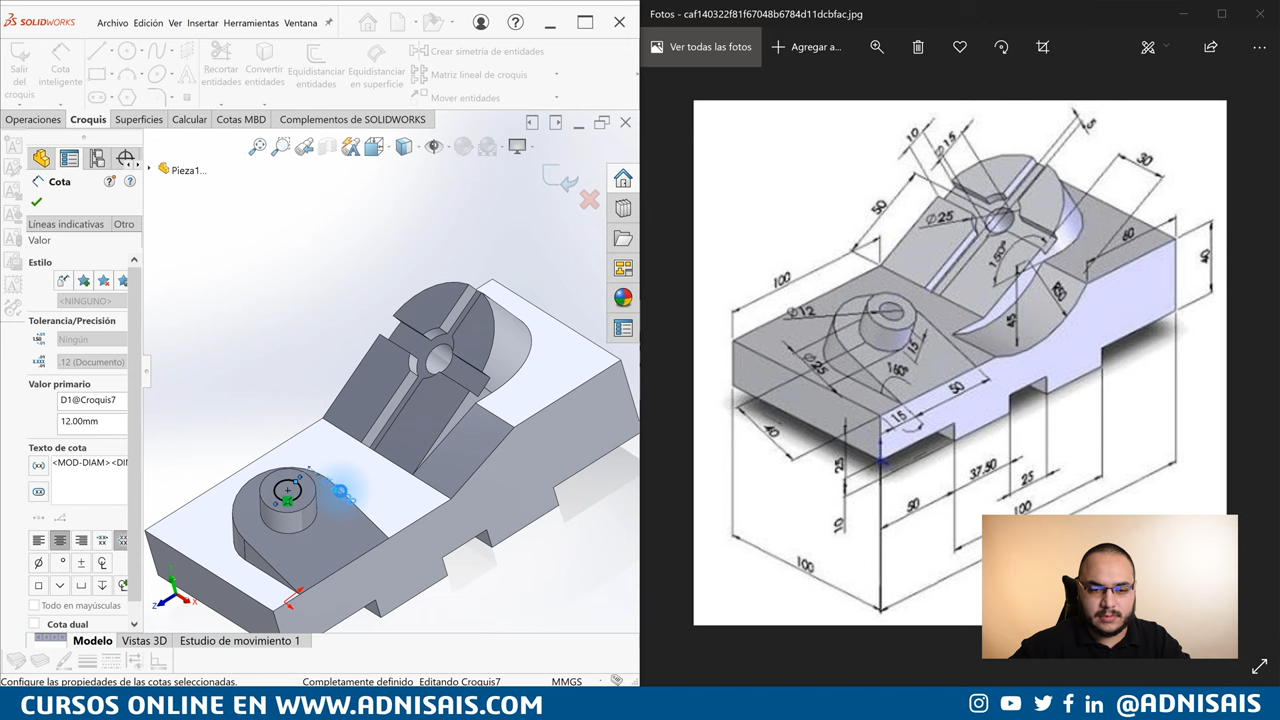 SOLIDWORKS Archivo Edición Ver Insertar Herramientas Ventana
Salir del croquis
Cota inteligente
Recortar entidades
Convertir entidades
Equidistanciar entidades
Equidistanciar en superficie
Crear simetría de entidades
Matriz lineal de croquis
Mover entidades
Operaciones Croquis Superficies Calcular Cotas MBD Complementos de SOLIDWORKS
Pieza1...
Cota
Líneas indicativas Otro
Valor
Estilo
<NINGUNO>
Tolerancia/Precisión
Ningún
.12 (Documento)
Valor primario
D1@Croquis7
12.00mm
Texto de cota
<MOD-DIAM><DI
Todo en mayúsculas
Cota dual
Modelo Vistas 3D Estudio de movimiento 1
Configure las propiedades de las cotas seleccionadas. Completamente definido Editando Croquis7 MMGS
Fotos - caf140322f81f67048b6784d11dcbfac.jpg
Ver todas las fotos Agregar a...
10
Ø15
5
30
50
Ø25
150°
60
40
100
Ø12
45
15
Ø25
160°
50
15
40
25
37.50
25
10
50
100
100
CURSOS ONLINE EN WWW.ADNISAIS.COM @ADNISAIS